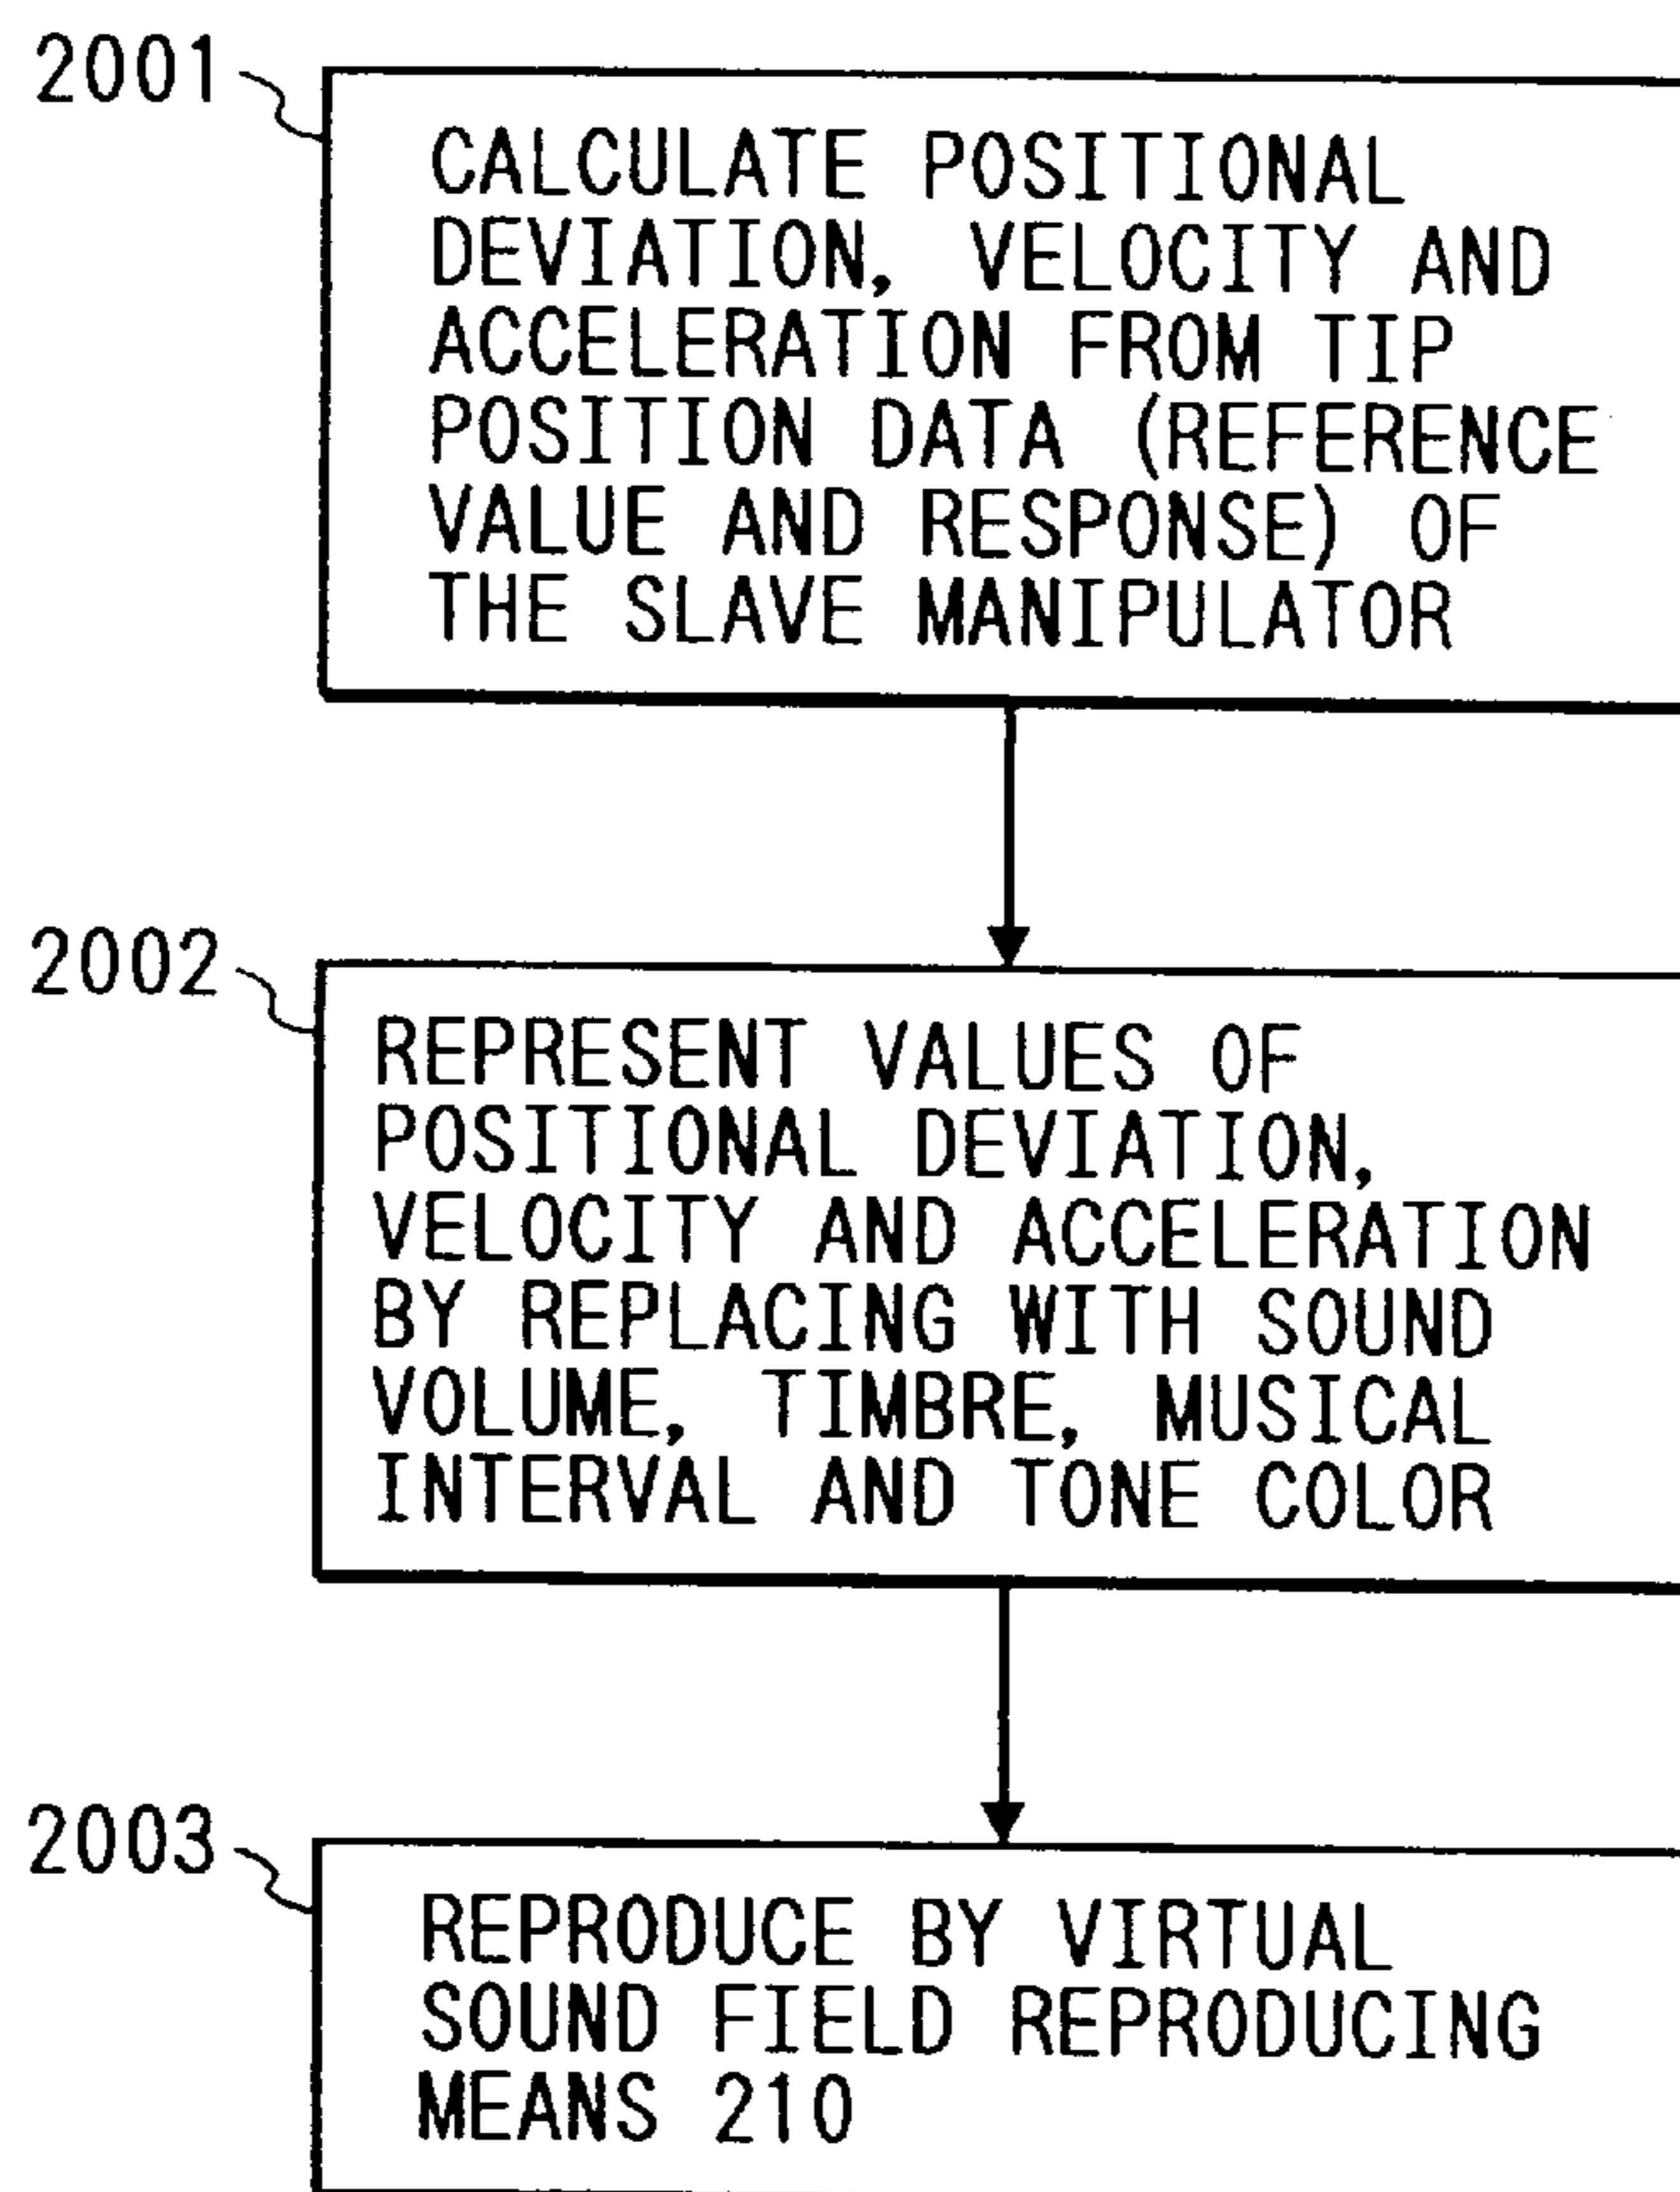 2001
CALCULATE POSITIONAL
DEVIATION, VELOCITY AND
ACCELERATION FROM TIP
POSITION DATA (REFERENCE
VALUE AND RESPONSE) OF
THE SLAVE MANIPULATOR
2002
REPRESENT VALUES OF
POSITIONAL DEVIATION,
VELOCITY AND ACCELERATION
BY REPLACING WITH SOUND
VOLUME, TIMBRE, MUSICAL
INTERVAL AND TONE COLOR
2003
REPRODUCE BY VIRTUAL
SOUND FIELD REPRODUCING
MEANS 210